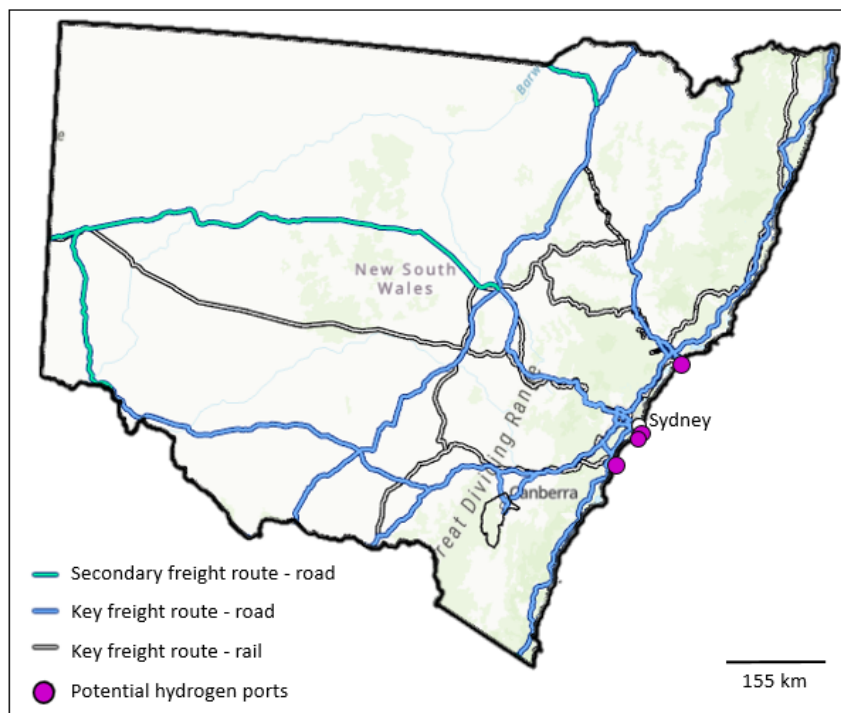 Barw
e
New South
Wales
Great Dividing Range
Sydney
Canberra
Secondary freight route - road
Key freight route - road
Key freight route - rail
Potential hydrogen ports
155 km